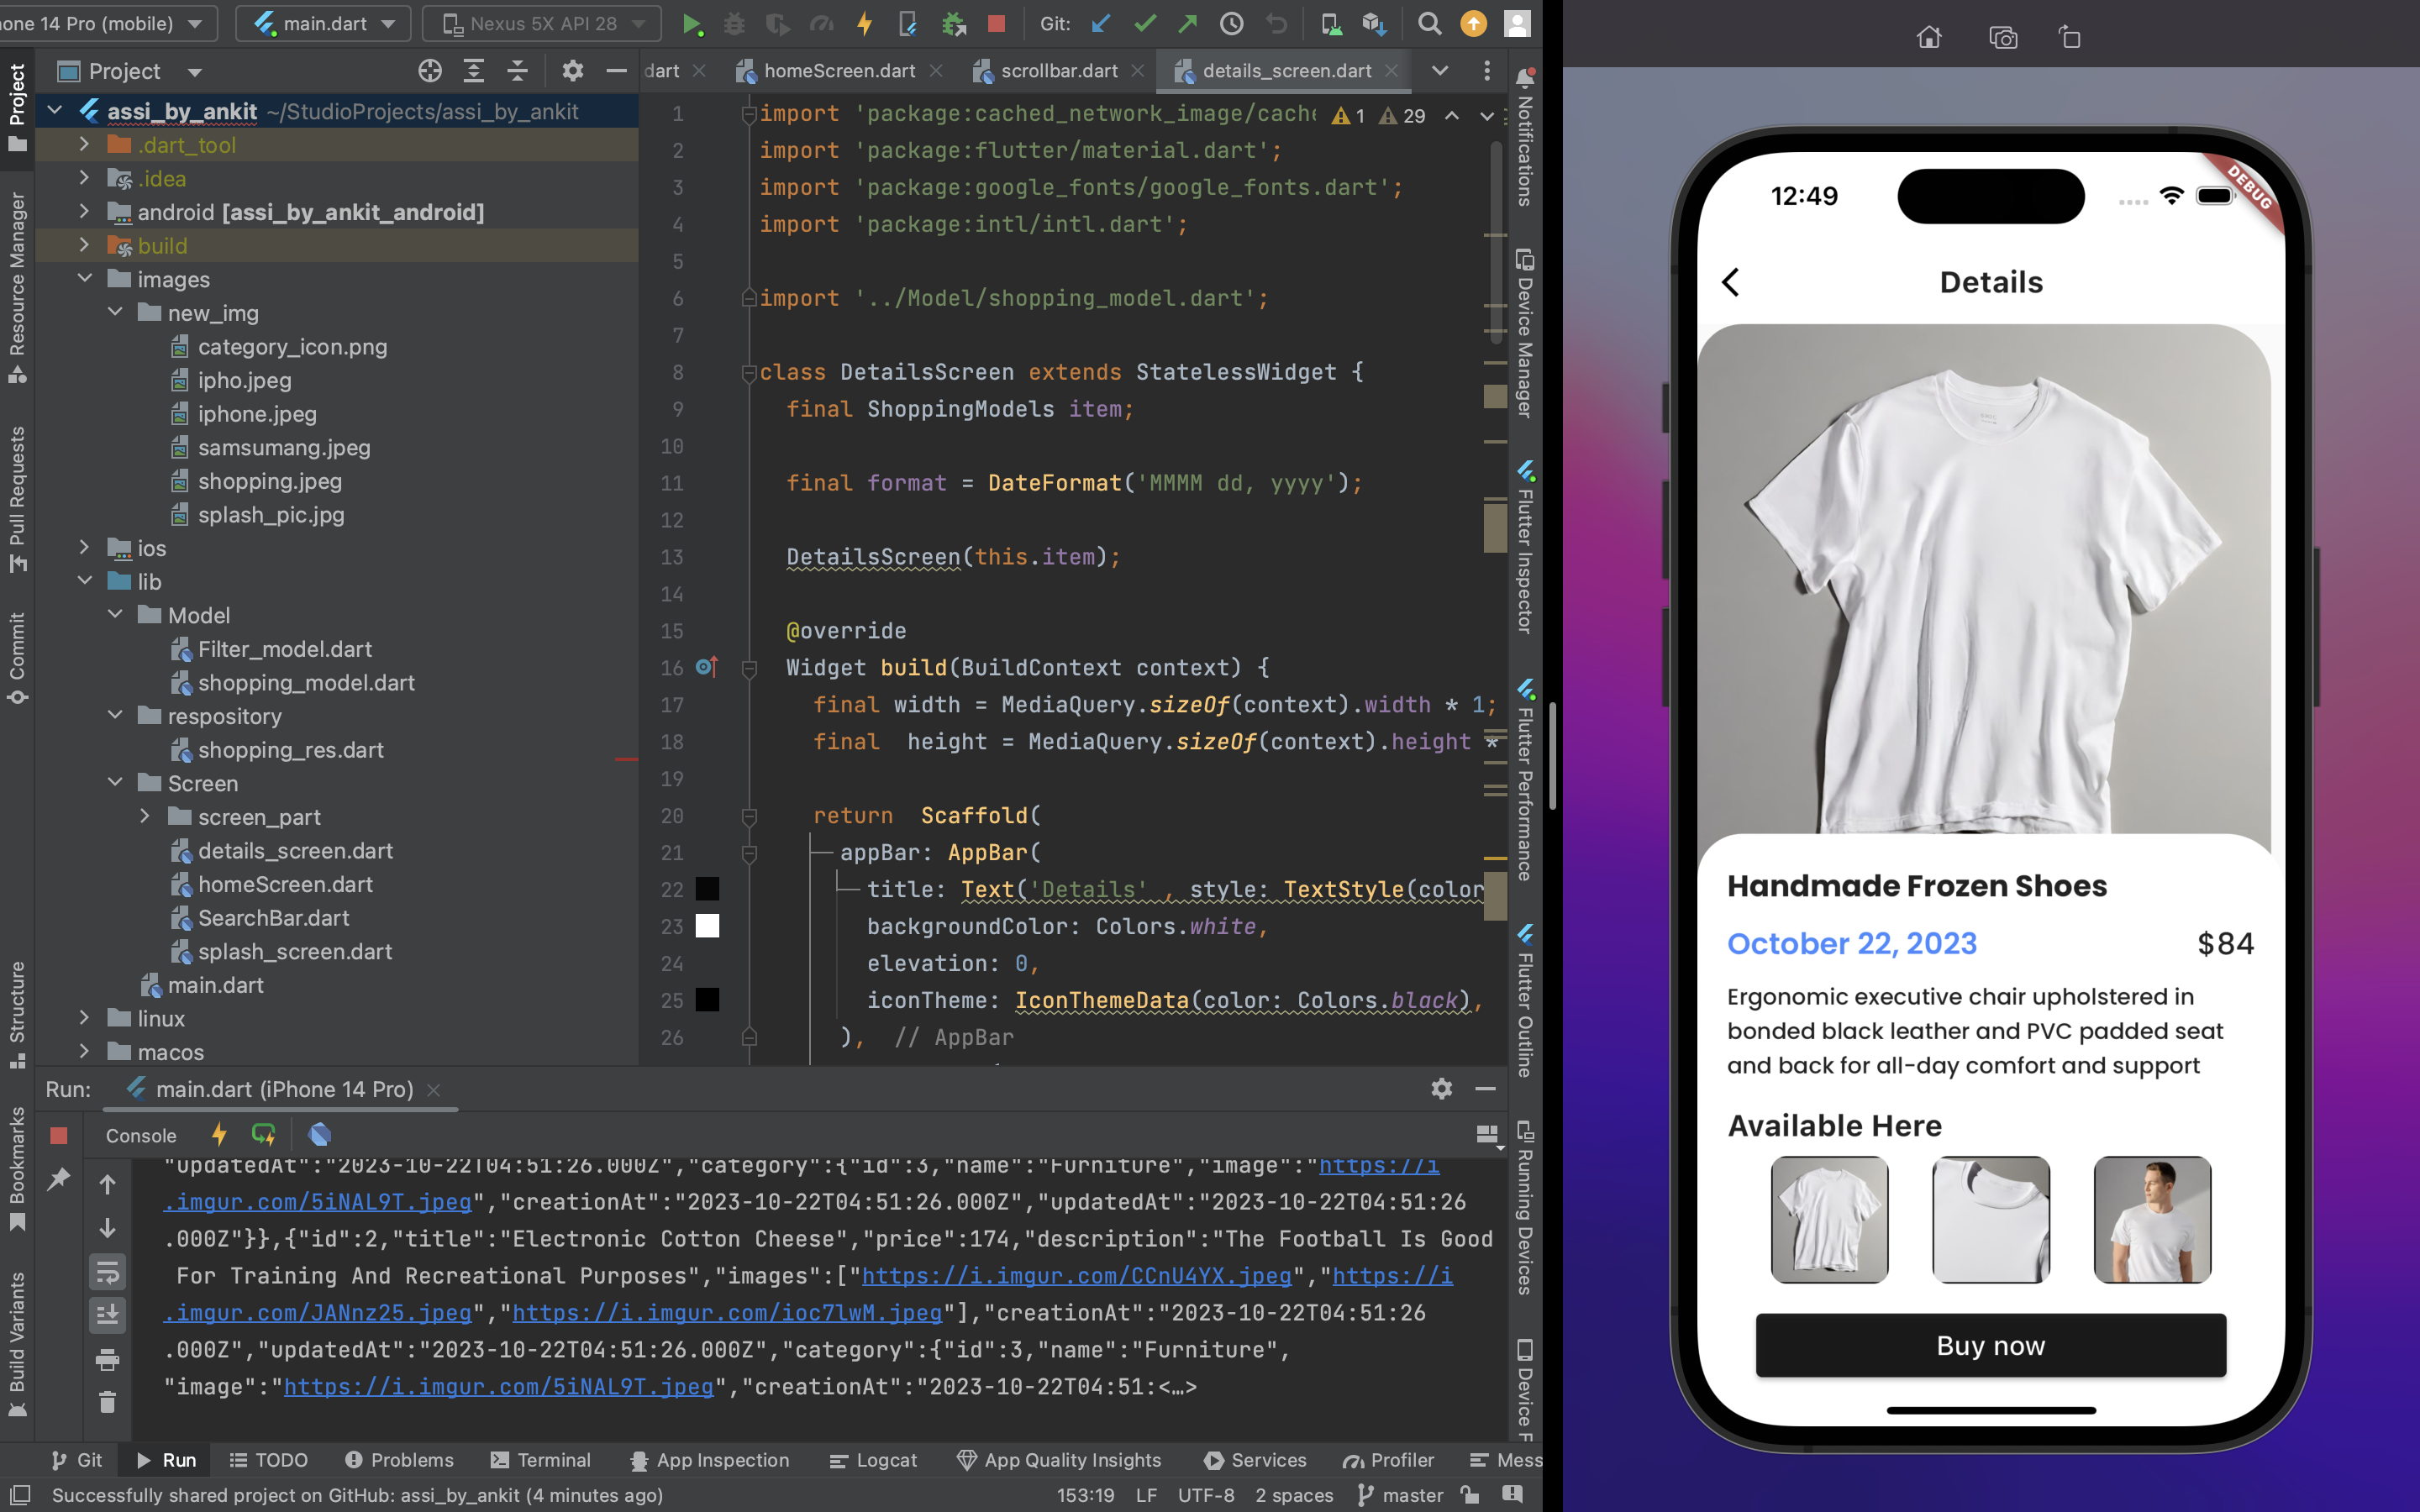 one 14 Pro (mobile)
main.dart
Nexus 5X API 28
Git:
Project
dart
homeScreen.dart
scrollbar.dart
details_screen.dart
Project
Resource Manager
Pull Requests
Commit
Structure
Bookmarks
Build Variants
assi_by_ankit ~/StudioProjects/assi_by_ankit
.dart_tool
.idea
android [assi_by_ankit_android]
build
images
new_img
category_icon.png
ipho.jpeg
iphone.jpeg
samsumang.jpeg
shopping.jpeg
splash_pic.jpg
ios
lib
Model
Filter_model.dart
shopping_model.dart
respository
shopping_res.dart
Screen
screen_part
details_screen.dart
homeScreen.dart
SearchBar.dart
splash_screen.dart
main.dart
linux
macos
1 import 'package:cached_network_image/cache
1 29
2 import 'package:flutter/material.dart';
3 import 'package:google_fonts/google_fonts.dart';
4 import 'package:intl/intl.dart';
5
6 import '../Model/shopping_model.dart';
7
8 class DetailsScreen extends StatelessWidget {
9 final ShoppingModels item;
10
11 final format = DateFormat('MMMM dd, yyyy');
12
13 DetailsScreen(this.item);
14
15 @override
16 Widget build(BuildContext context) {
17 final width = MediaQuery.sizeOf(context).width * 1;
18 final  height = MediaQuery.sizeOf(context).height *
19
20 return  Scaffold(
21 appBar: AppBar(
22 title: Text('Details' , style: TextStyle(color
23 backgroundColor: Colors.white,
24 elevation: 0,
25 iconTheme: IconThemeData(color: Colors.black),
26 ),  // AppBar
Notifications
Device Manager
Flutter Inspector
Flutter Performance
Flutter Outline
Running Devices
Device F
Run:
main.dart (iPhone 14 Pro)
Console
"updatedAt":"2023-10-22T04:51:26.000Z","category":{"id":3,"name":"Furniture","image":"https://i
.imgur.com/5iNAL9T.jpeg","creationAt":"2023-10-22T04:51:26.000Z","updatedAt":"2023-10-22T04:51:26
.000Z"}},{"id":2,"title":"Electronic Cotton Cheese","price":174,"description":"The Football Is Good
For Training And Recreational Purposes","images":["https://i.imgur.com/CCnU4YX.jpeg","https://i
.imgur.com/JANnz25.jpeg","https://i.imgur.com/ioc7lwM.jpeg"],"creationAt":"2023-10-22T04:51:26
.000Z","updatedAt":"2023-10-22T04:51:26.000Z","category":{"id":3,"name":"Furniture",
"image":"https://i.imgur.com/5iNAL9T.jpeg","creationAt":"2023-10-22T04:51:<…>
Git
Run
TODO
Problems
Terminal
App Inspection
Logcat
App Quality Insights
Services
Profiler
Mess
Successfully shared project on GitHub: assi_by_ankit (4 minutes ago)
153:19
LF
UTF-8
2 spaces
master
12:49
DEBUG
Details
Handmade Frozen Shoes
October 22, 2023
$84
Ergonomic executive chair upholstered in
bonded black leather and PVC padded seat
and back for all-day comfort and support
Available Here
Buy now